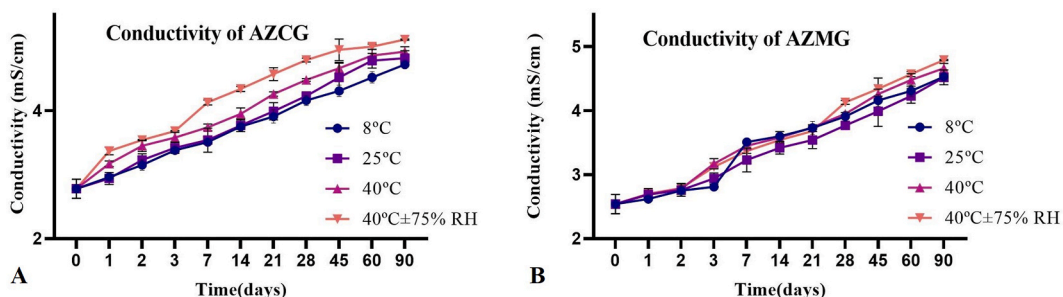 Conductivity of AZCG
Conductivity (mS/cm)
4
2
8ºC
25ºC
40ºC
40ºC±75% RH
0 1 2 3 7 14 21 28 45 60 90
Time(days)
A
Conductivity of AZMG
Conductivity (mS/cm )
5
4
3
2
8ºC
25ºC
40ºC
40ºC±75% RH
0 1 2 3 7 14 21 28 45 60 90
Time(days)
B